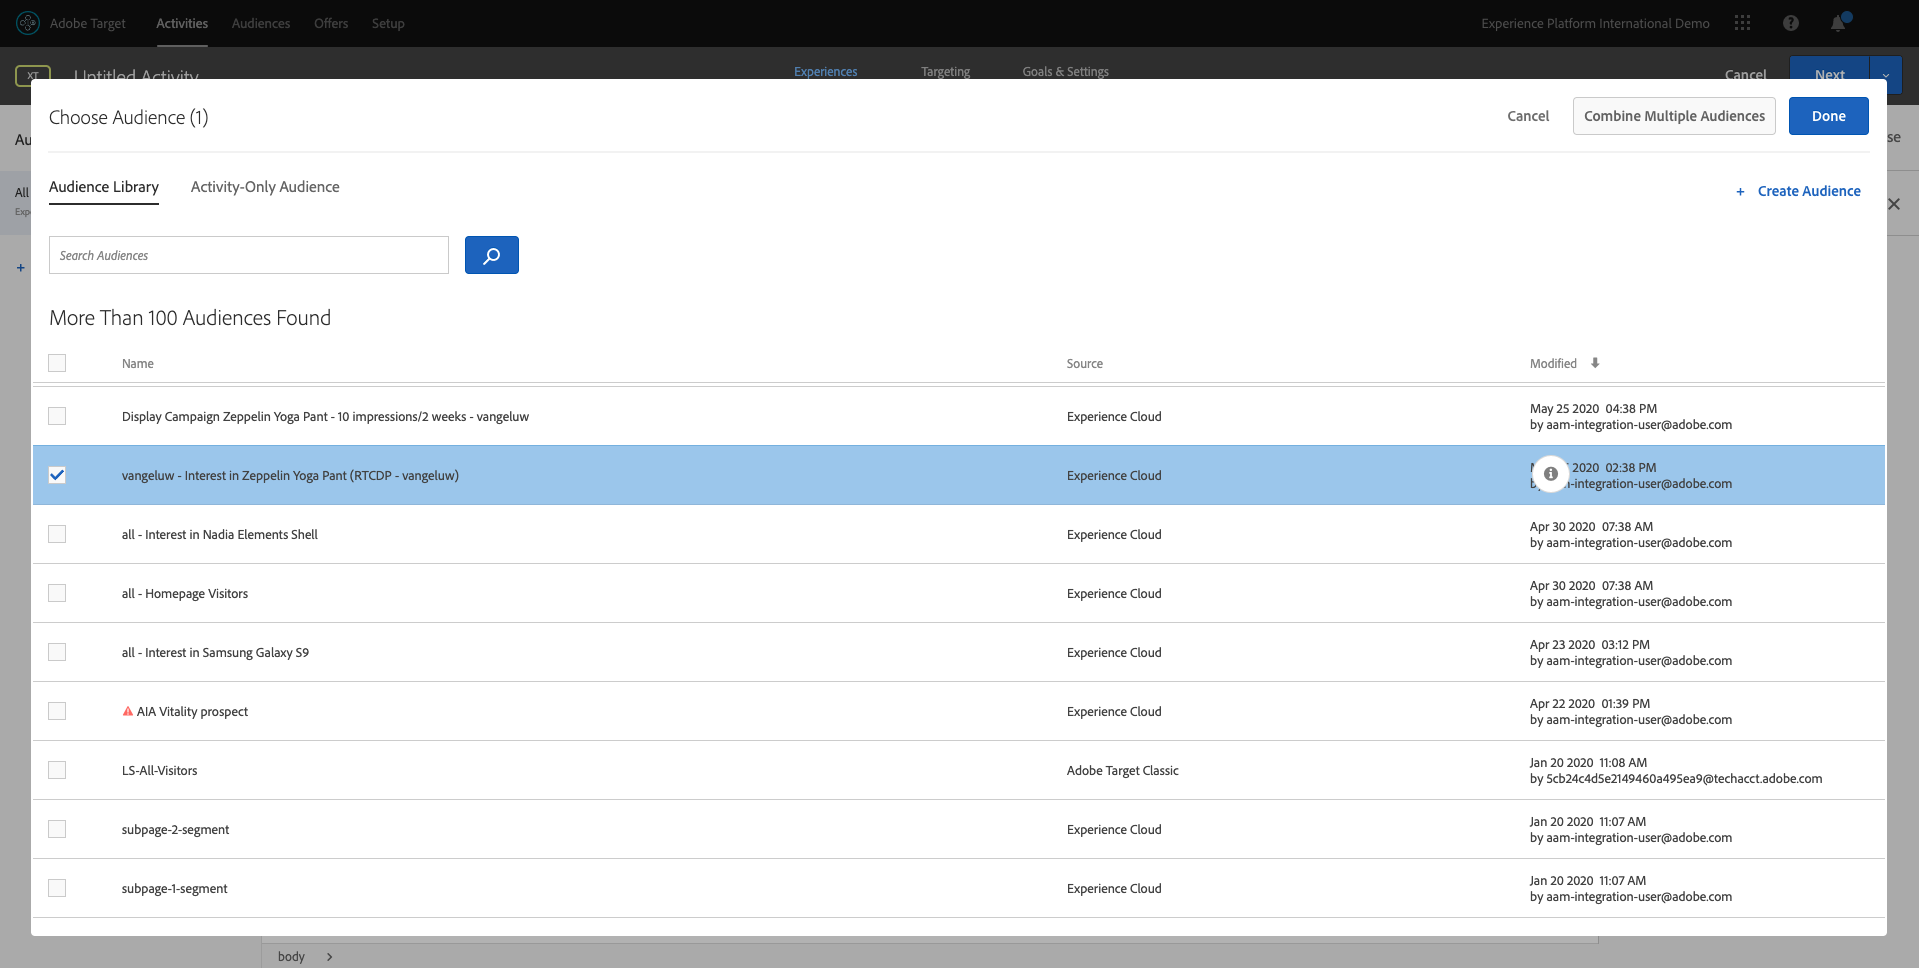 Adobe Target
Activities
Audiences
Offers
Setup
Experience Platform International Demo
XT
Untitled Activity
Experiences
Targeting
Goals & Settings
Cancel
Next
Choose Audience (1)
Cancel
Combine Multiple Audiences
Done
Audience Library
Activity-Only Audience
+ Create Audience
All
+
Search Audiences
More Than 100 Audiences Found
Name
Source
Modified
Display Campaign Zeppelin Yoga Pant - 10 impressions/2 weeks - vangeluw
Experience Cloud
May 25 2020 04:38 PM
by aam-integration-user@adobe.com
vangeluw - Interest in Zeppelin Yoga Pant (RTCDP - vangeluw)
Experience Cloud
2020 02:38 PM
-integration-user@adobe.com
all - Interest in Nadia Elements Shell
Experience Cloud
Apr 30 2020 07:38 AM
by aam-integration-user@adobe.com
all - Homepage Visitors
Experience Cloud
Apr 30 2020 07:38 AM
by aam-integration-user@adobe.com
all - Interest in Samsung Galaxy S9
Experience Cloud
Apr 23 2020 03:12 PM
by aam-integration-user@adobe.com
AIA Vitality prospect
Experience Cloud
Apr 22 2020 01:39 PM
by aam-integration-user@adobe.com
LS-All-Visitors
Adobe Target Classic
Jan 20 2020 11:08 AM
by 5cb24c4d5e2149460a495ea9@techacct.adobe.com
subpage-2-segment
Experience Cloud
Jan 20 2020 11:07 AM
by aam-integration-user@adobe.com
subpage-1-segment
Experience Cloud
Jan 20 2020 11:07 AM
by aam-integration-user@adobe.com
body